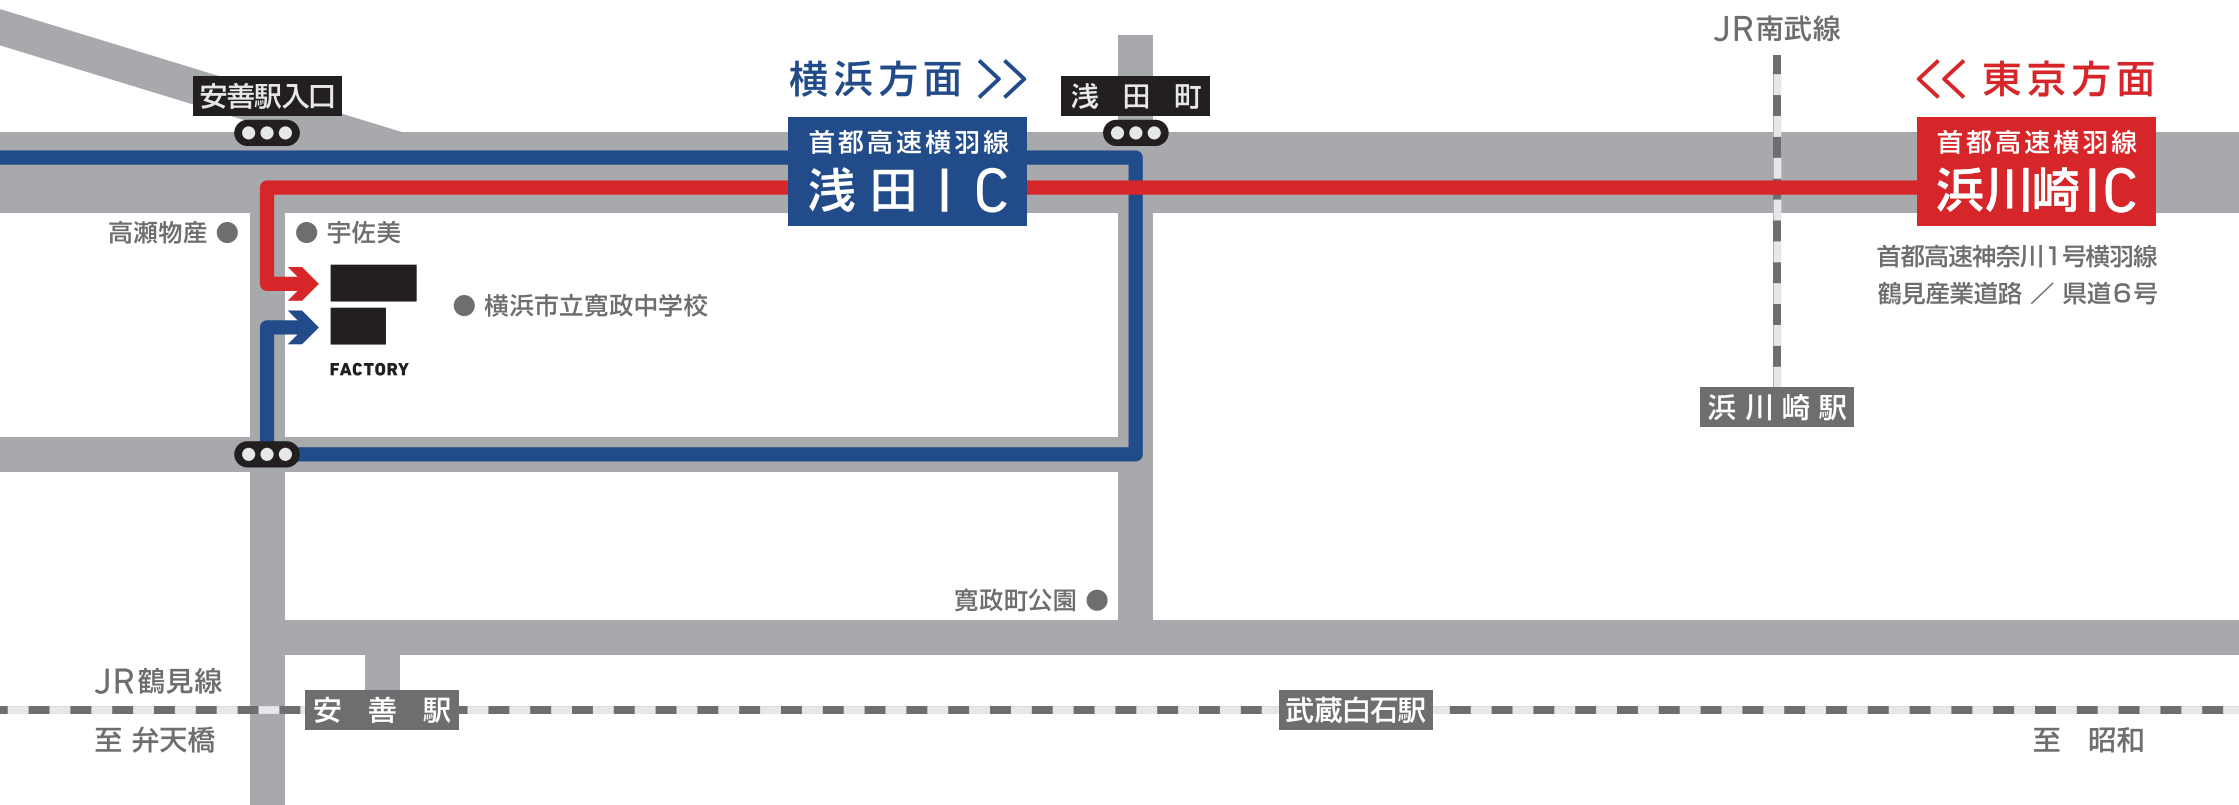 JR南武線
横浜方面 >>
<< 東京方面
安善駅入口
浅田町
首都高速横羽線
浅田IC
首都高速横羽線
浜川崎IC
高瀬物産 ●
● 宇佐美
首都高速神奈川1号横羽線
鶴見産業道路 ／ 県道6号
● 横浜市立寛政中学校
FACTORY
浜川崎駅
寛政町公園 ●
JR鶴見線
安善駅
武蔵白石駅
至 弁天橋
至 昭和